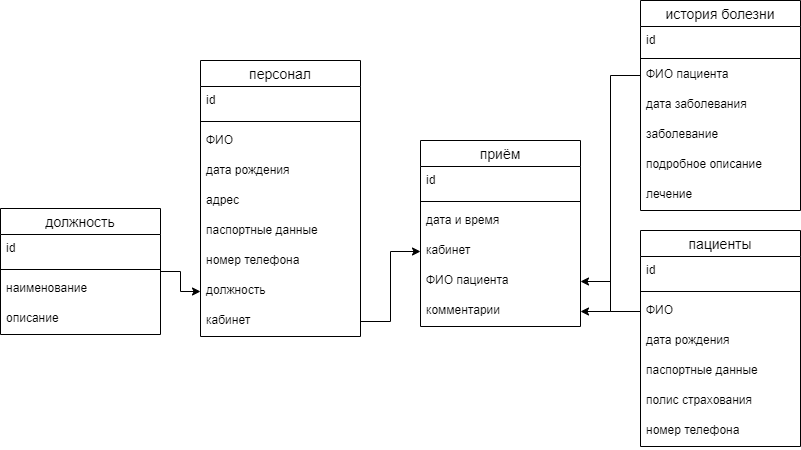 должность
id
наименование
описание
персонал
id
ФИО
дата рождения
адрес
паспортные данные
номер телефона
должность
кабинет
приём
id
дата и время
кабинет
ФИО пациента
комментарии
история болезни
id
ФИО пациента
дата заболевания
заболевание
подробное описание
лечение
пациенты
id
ФИО
дата рождения
паспортные данные
полис страхования
номер телефона